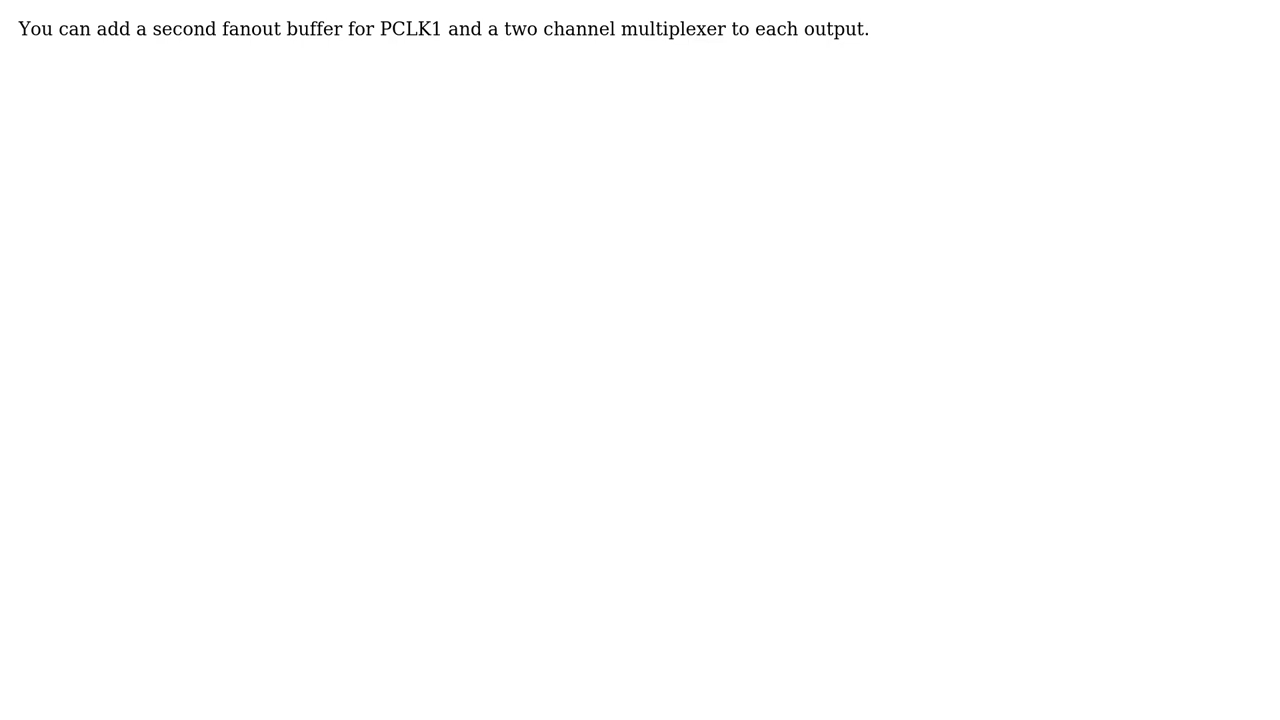 You can add a second fanout buffer for PCLK1 and a two channel multiplexer to each output.